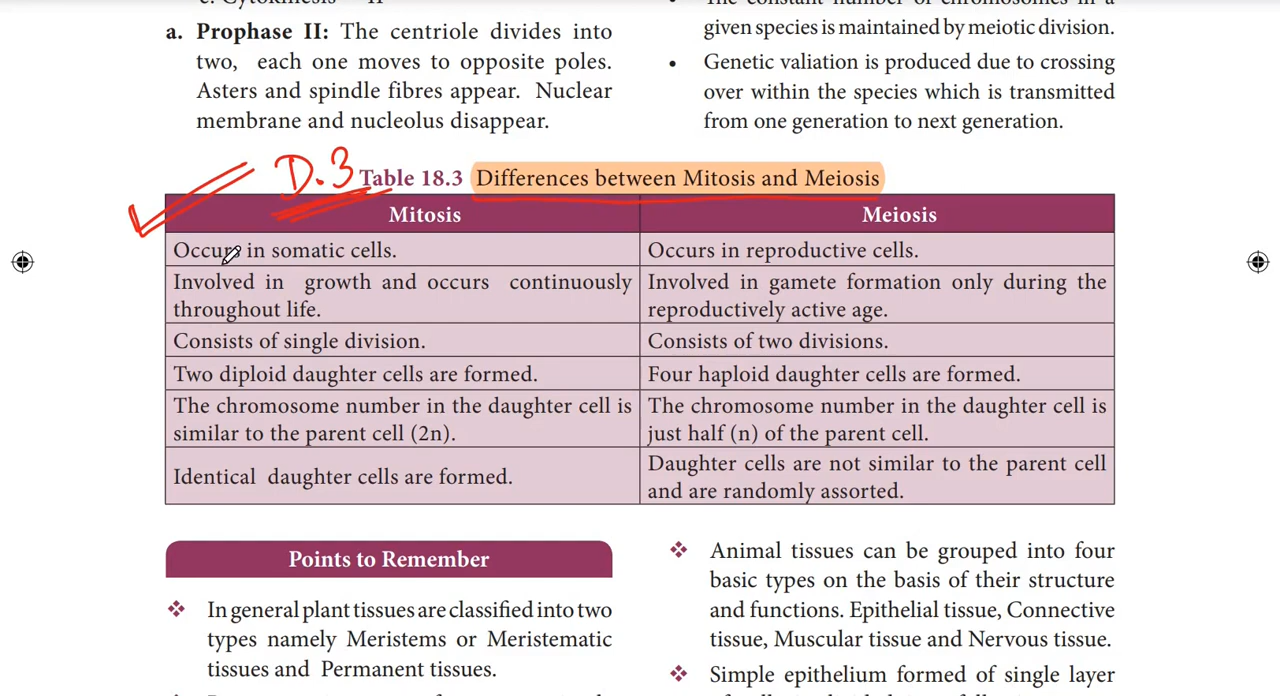 a. Prophase II: The centriole divides into
two, each one moves to opposite poles.
Asters and spindle fibres appear. Nuclear
membrane and nucleolus disappear.
given species is maintained by meiotic division.
• Genetic valiation is produced due to crossing
over within the species which is transmitted
from one generation to next generation.
D.3
Table 18.3 Differences between Mitosis and Meiosis
Mitosis
Meiosis
Occurs in somatic cells.
Occurs in reproductive cells.
Involved in growth and occurs continuously
throughout life.
Involved in gamete formation only during the
reproductively active age.
Consists of single division.
Consists of two divisions.
Two diploid daughter cells are formed.
Four haploid daughter cells are formed.
The chromosome number in the daughter cell is
similar to the parent cell (2n).
The chromosome number in the daughter cell is
just half (n) of the parent cell.
Identical daughter cells are formed.
Daughter cells are not similar to the parent cell
and are randomly assorted.
Points to Remember
❖ In general plant tissues are classified into two
types namely Meristems or Meristematic
tissues and Permanent tissues.
❖ Animal tissues can be grouped into four
basic types on the basis of their structure
and functions. Epithelial tissue, Connective
tissue, Muscular tissue and Nervous tissue.
❖ Simple epithelium formed of single layer